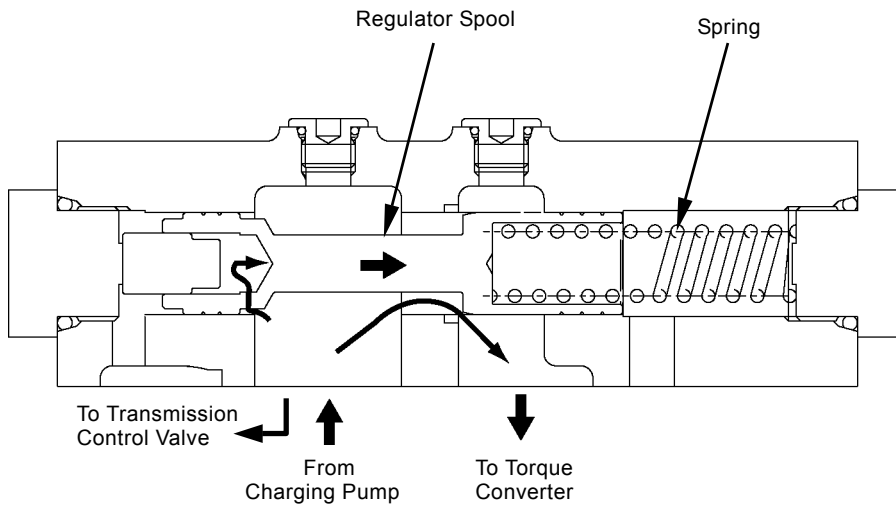 Regulator Spool
Spring
To Transmission
Control Valve
From
Charging Pump
To Torque
Converter